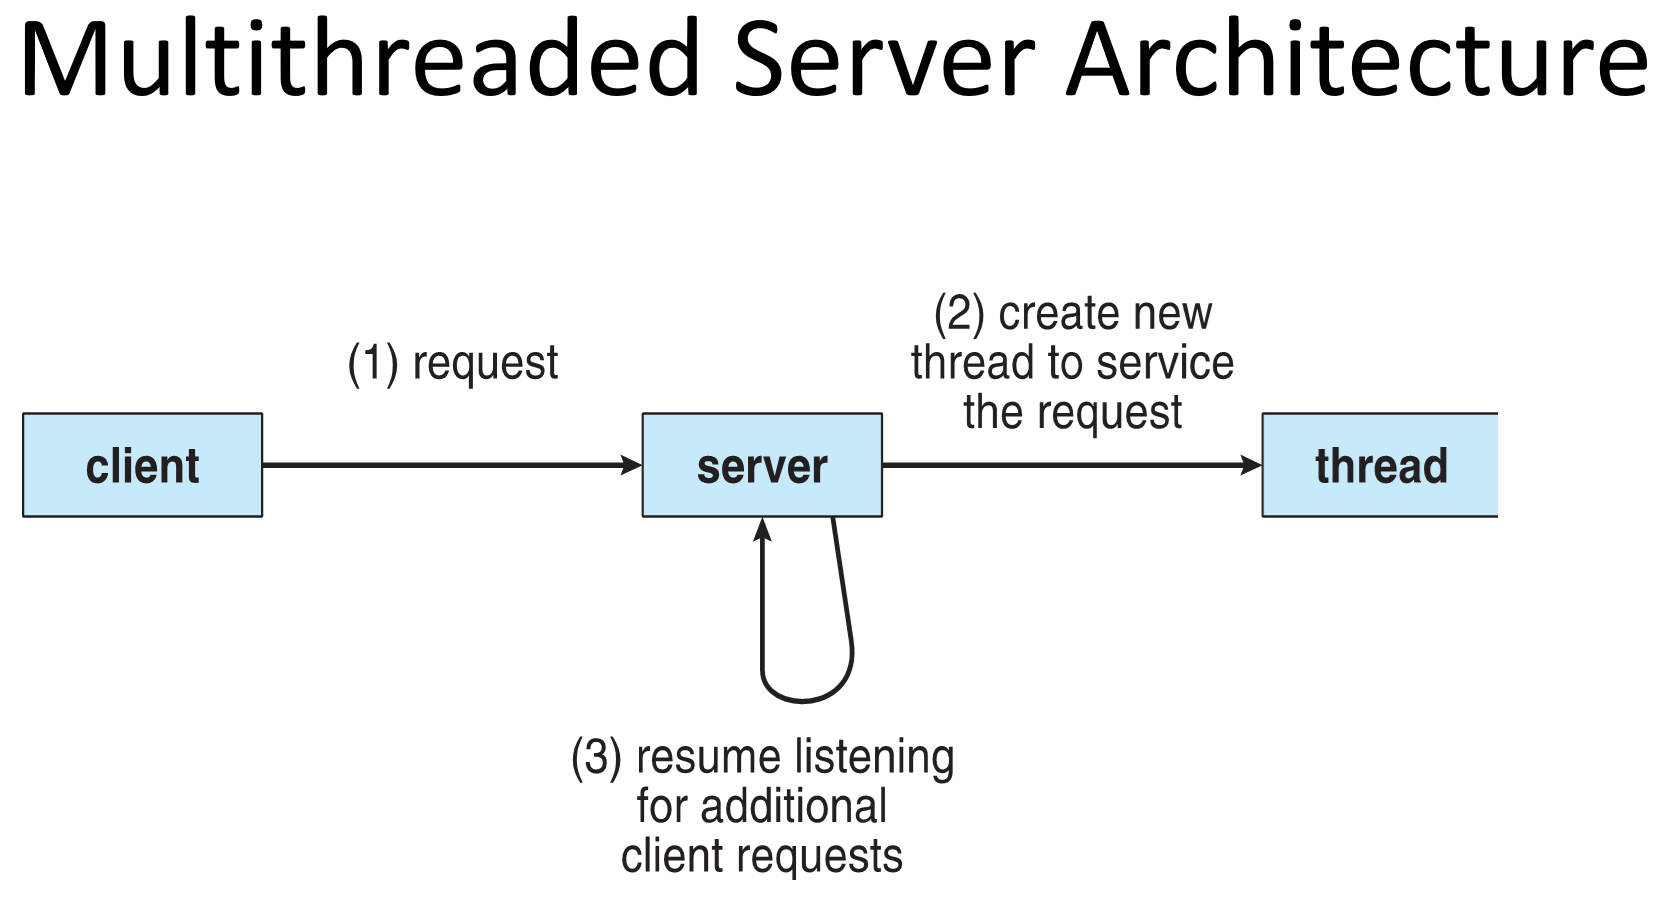 Multithreaded Server Architecture
(1) request
(2) create new
thread to service
the request
client
server
thread
(3) resume listening
for additional
client requests